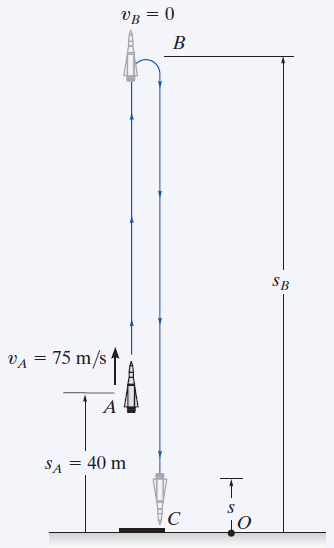 v_B = 0
B
s_B
v_A = 75 m/s
A
s_A = 40 m
s
C
O